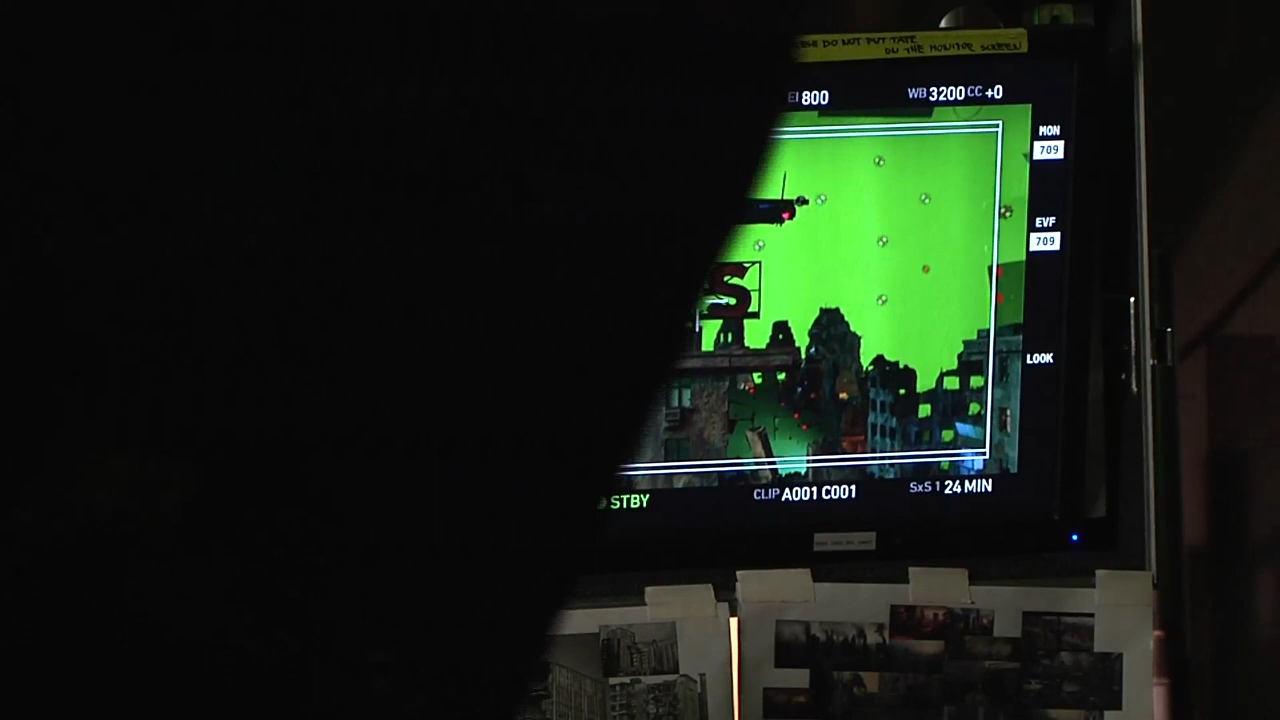 DO NOT PUT TAPE
ON THE MONITOR SCREEN
EI 800
WB 3200 CC +0
MON
709
EVF
709
S
LOOK
STBY
CLIP A001 C001
SxS 1 24 MIN